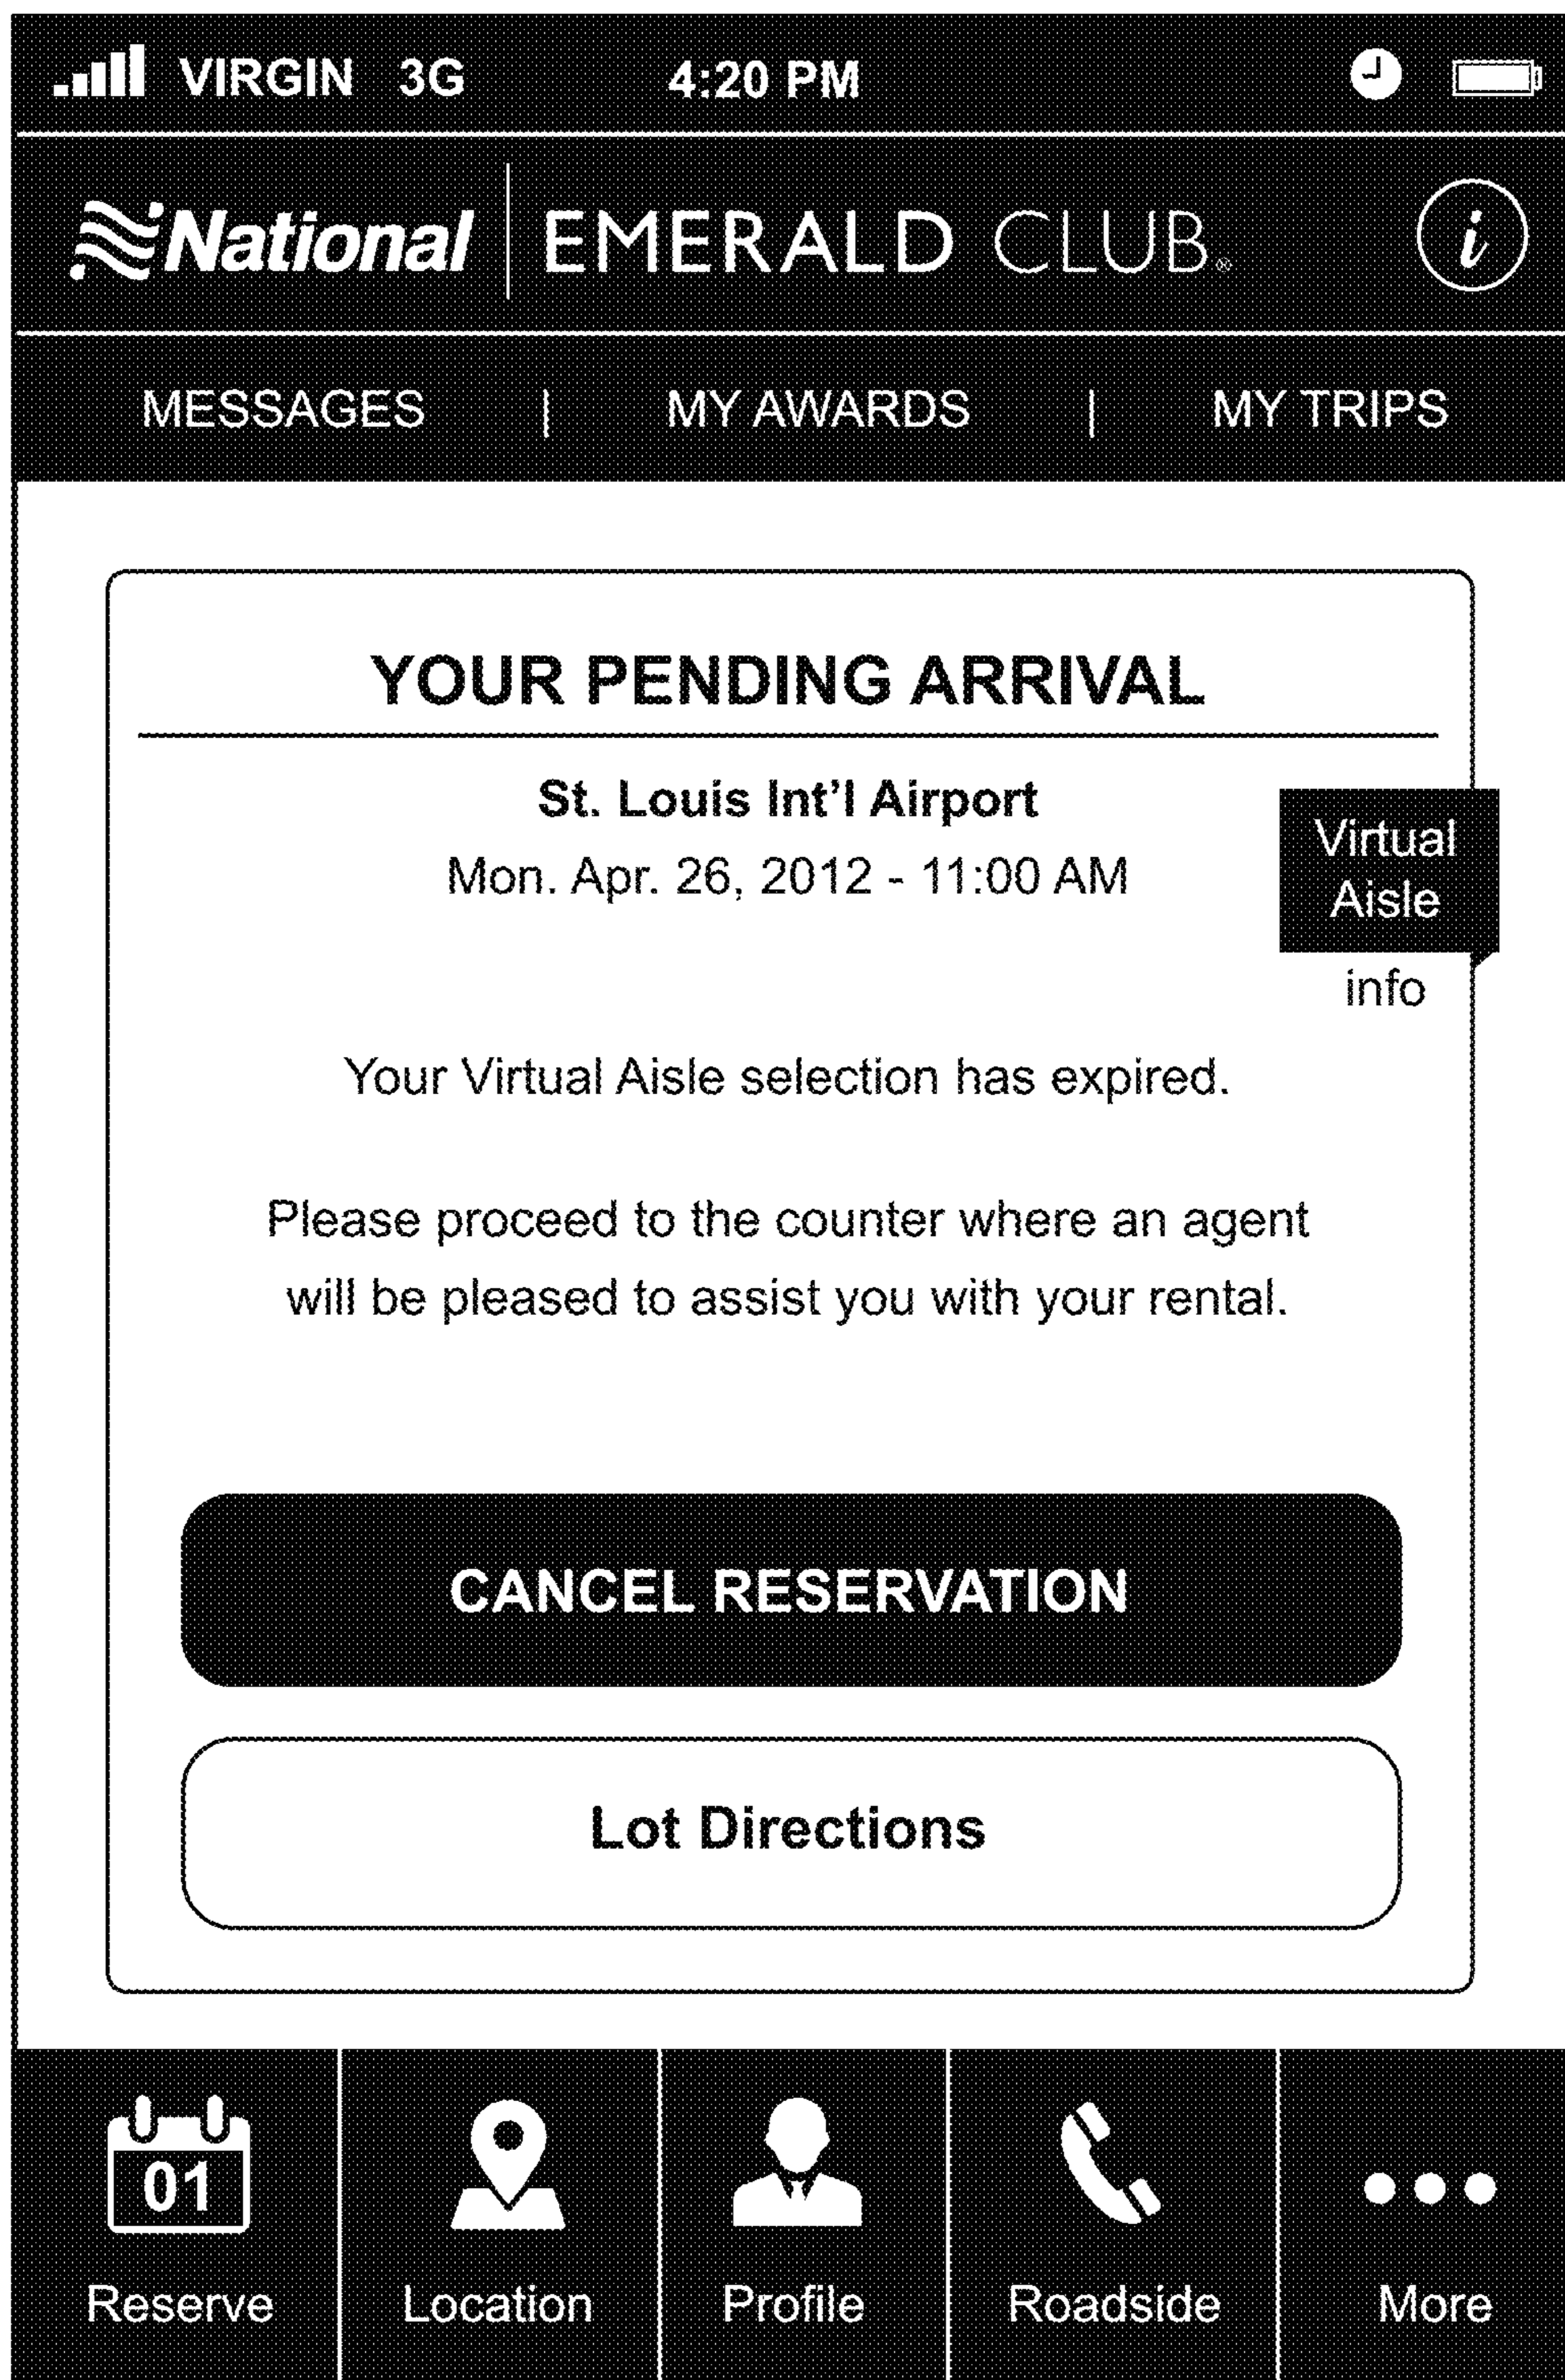 VIRGIN 3G 4:20 PM
National EMERALD CLUB®
i
MESSAGES | MY AWARDS | MY TRIPS
YOUR PENDING ARRIVAL
St. Louis Int'l Airport
Mon. Apr. 26, 2012 - 11:00 AM
Virtual
Aisle
info
Your Virtual Aisle selection has expired.
Please proceed to the counter where an agent
will be pleased to assist you with your rental.
CANCEL RESERVATION
Lot Directions
01
Reserve Location Profile Roadside More